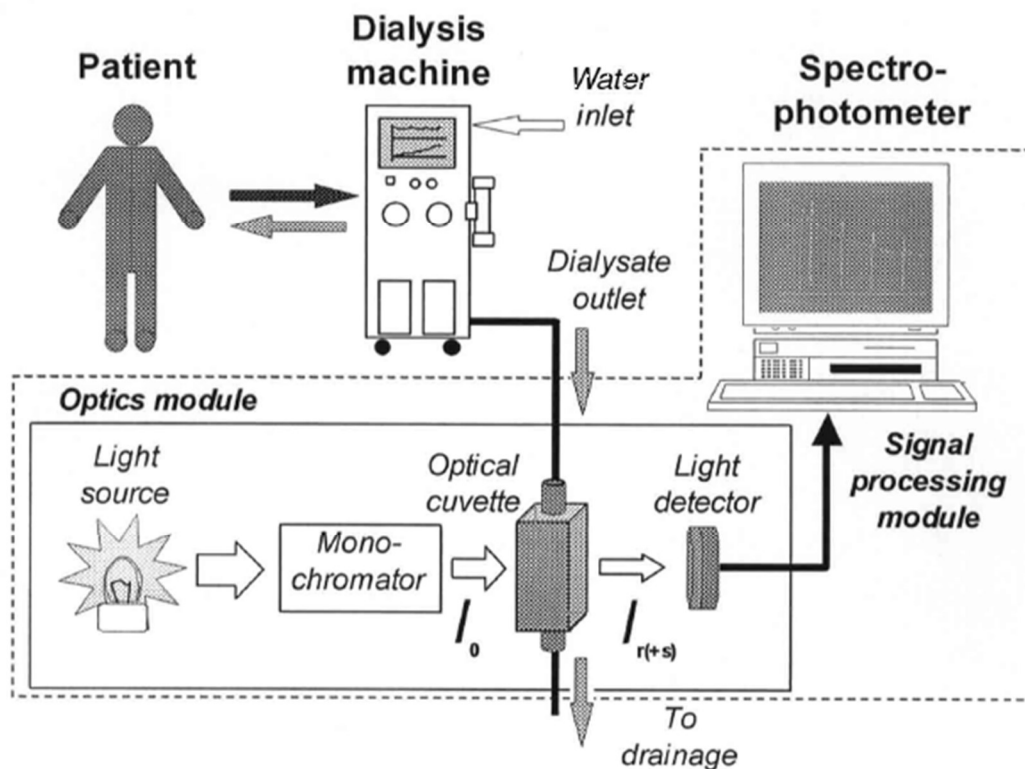 Patient
Dialysis
machine
Water
inlet
Spectro-
photometer
Dialysate
outlet
Optics module
Light
source
Mono-
chromator
Optical
cuvette
Light
detector
Signal
processing
module
I0
Ir(+s)
To
drainage